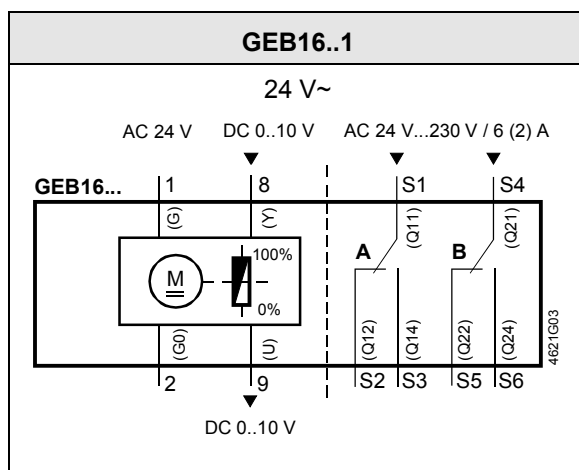 GEB16..1
24 V~
AC 24 V DC 0..10 V AC 24 V...230 V / 6 (2) A
GEB16... 1 8 S1 S4
(G) (Y) (Q11) (Q21)
A B
100%
M
0%
(G0) (U) (Q12) (Q14) (Q22) (Q24)
4621G03
2 9 S2 S3 S5 S6
DC 0..10 V